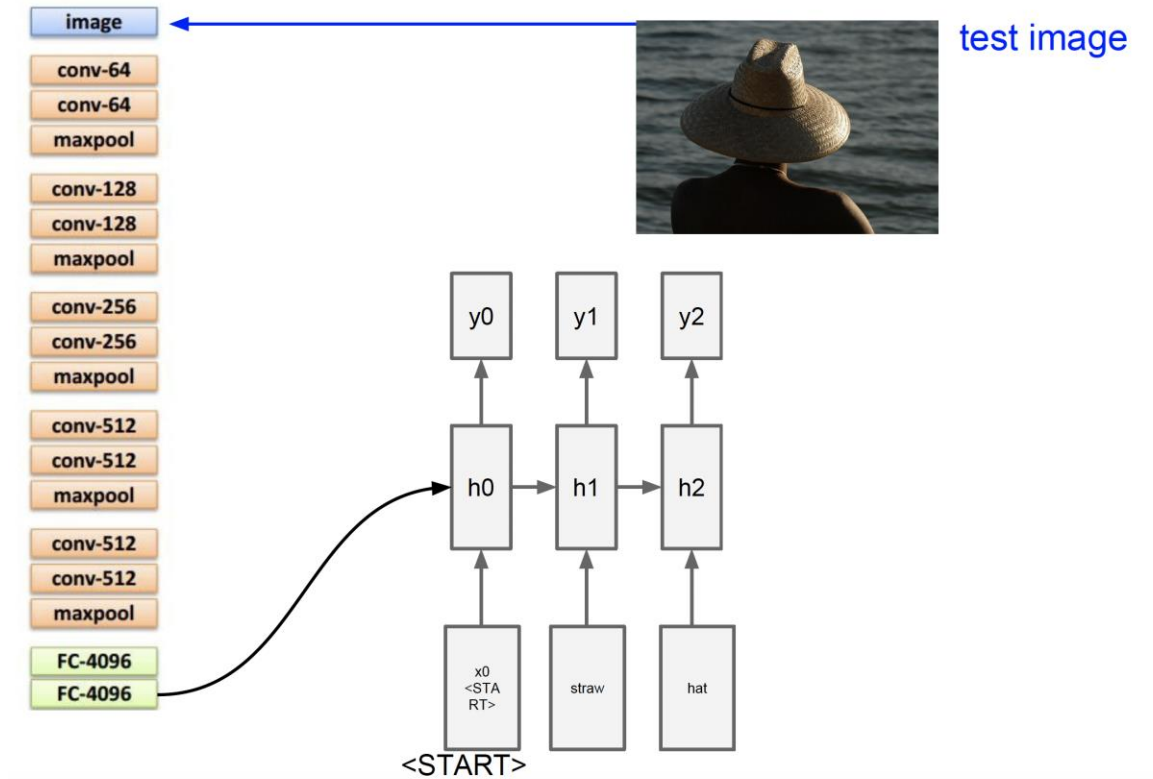 image
test image
conv-64
conv-64
maxpool
conv-128
conv-128
maxpool
conv-256
conv-256
maxpool
conv-512
conv-512
maxpool
conv-512
conv-512
maxpool
FC-4096
FC-4096
y0
y1
y2
h0
h1
h2
x0
<STA
RT>
straw
hat
<START>